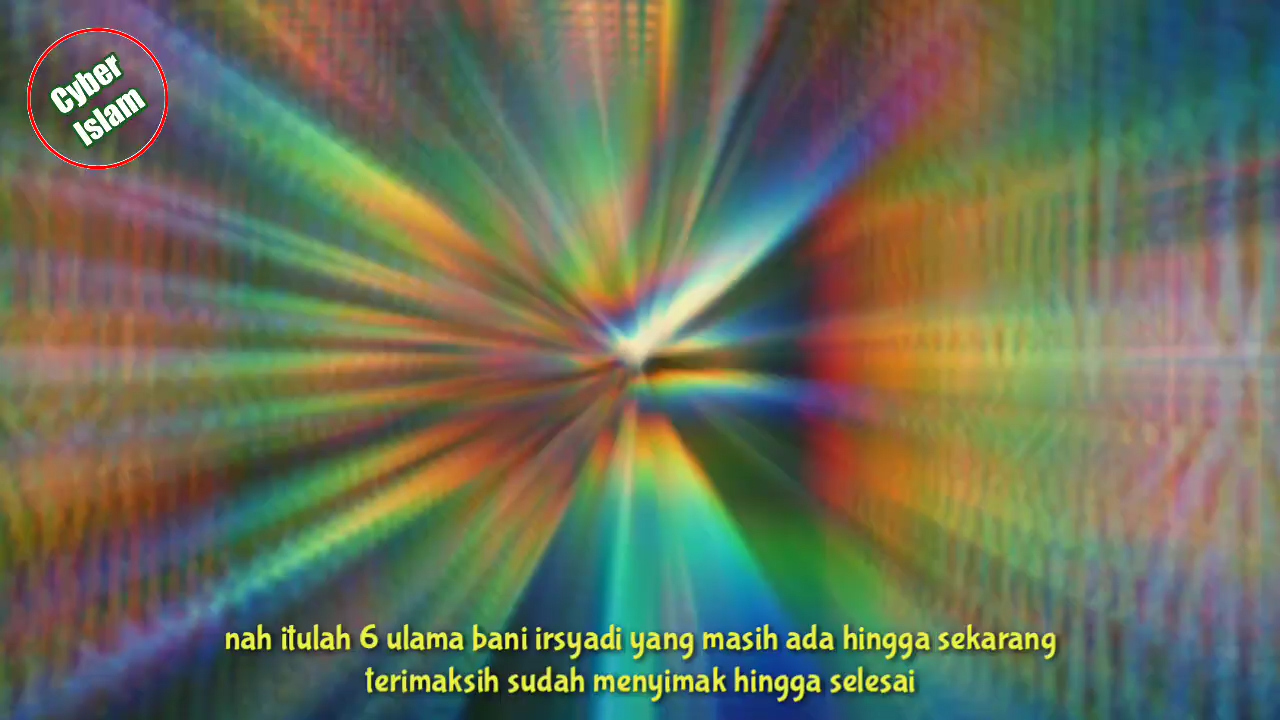 Cyber
Islam
nah itulah 6 ulama bani irsyadi yang masih ada hingga sekarang
terimaksih sudah menyimak hingga selesai